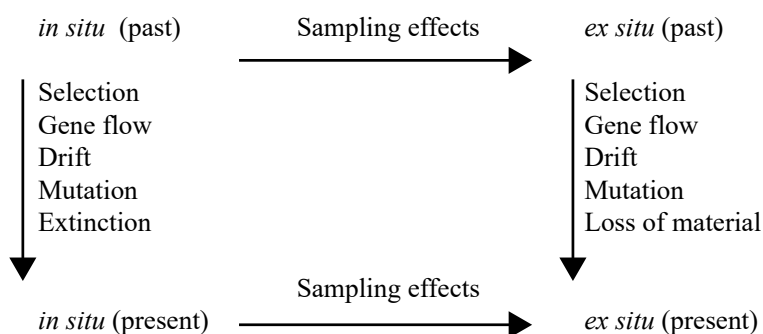 in situ (past) Sampling effects ex situ (past)
Selection Selection
Gene flow Gene flow
Drift Drift
Mutation Mutation
Extinction Loss of material
Sampling effects
in situ (present) ex situ (present)